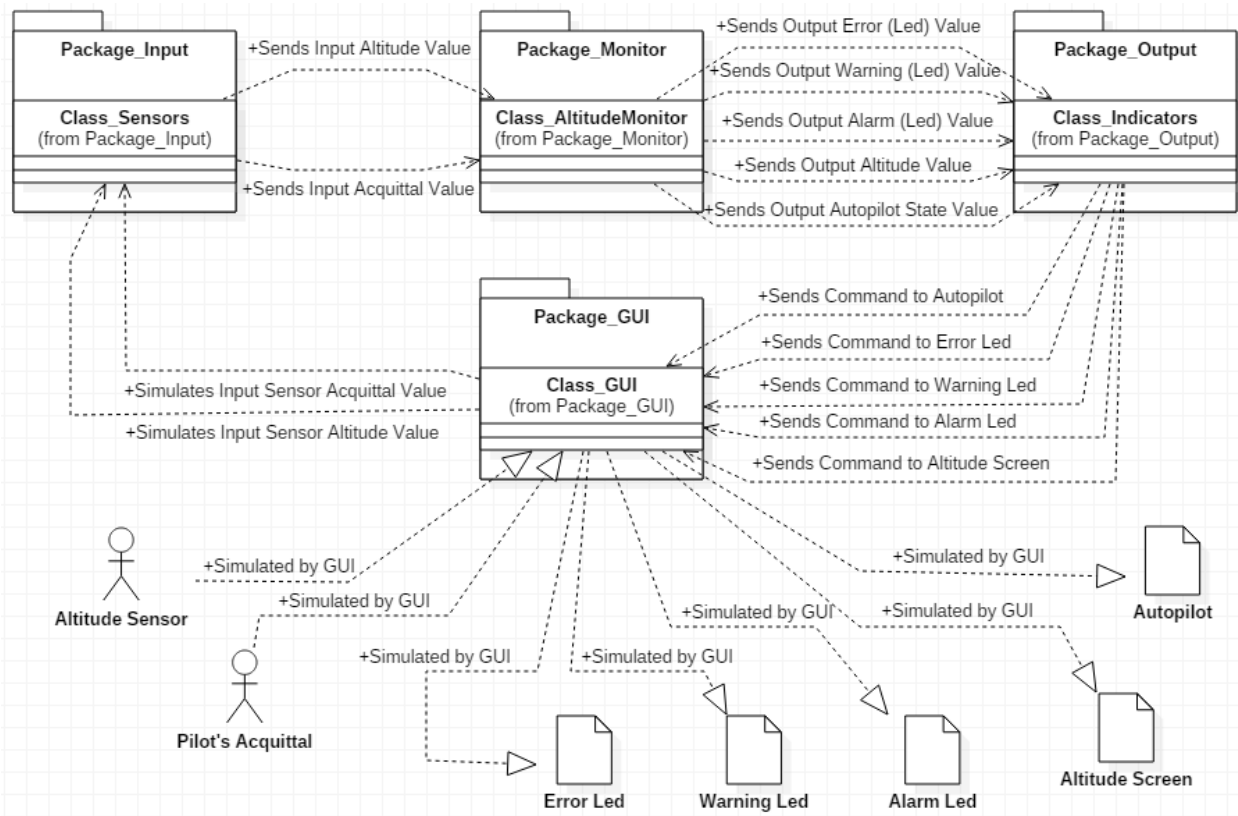 Package_Input
Class_Sensors
(from Package_Input)
+Sends Input Altitude Value
+Sends Input Acquittal Value
Package_Monitor
Class_AltitudeMonitor
(from Package_Monitor)
+Sends Output Error (Led) Value
+Sends Output Warning (Led) Value
+Sends Output Alarm (Led) Value
+Sends Output Altitude Value
+Sends Output Autopilot State Value
Package_Output
Class_Indicators
(from Package_Output)
Package_GUI
Class_GUI
(from Package_GUI)
+Sends Command to Autopilot
+Sends Command to Error Led
+Sends Command to Warning Led
+Sends Command to Alarm Led
+Sends Command to Altitude Screen
+Simulates Input Sensor Acquittal Value
+Simulates Input Sensor Altitude Value
+Simulated by GUI
Altitude Sensor
+Simulated by GUI
Pilot's Acquittal
+Simulated by GUI
Error Led
+Simulated by GUI
Warning Led
+Simulated by GUI
Alarm Led
+Simulated by GUI
Altitude Screen
+Simulated by GUI
Autopilot